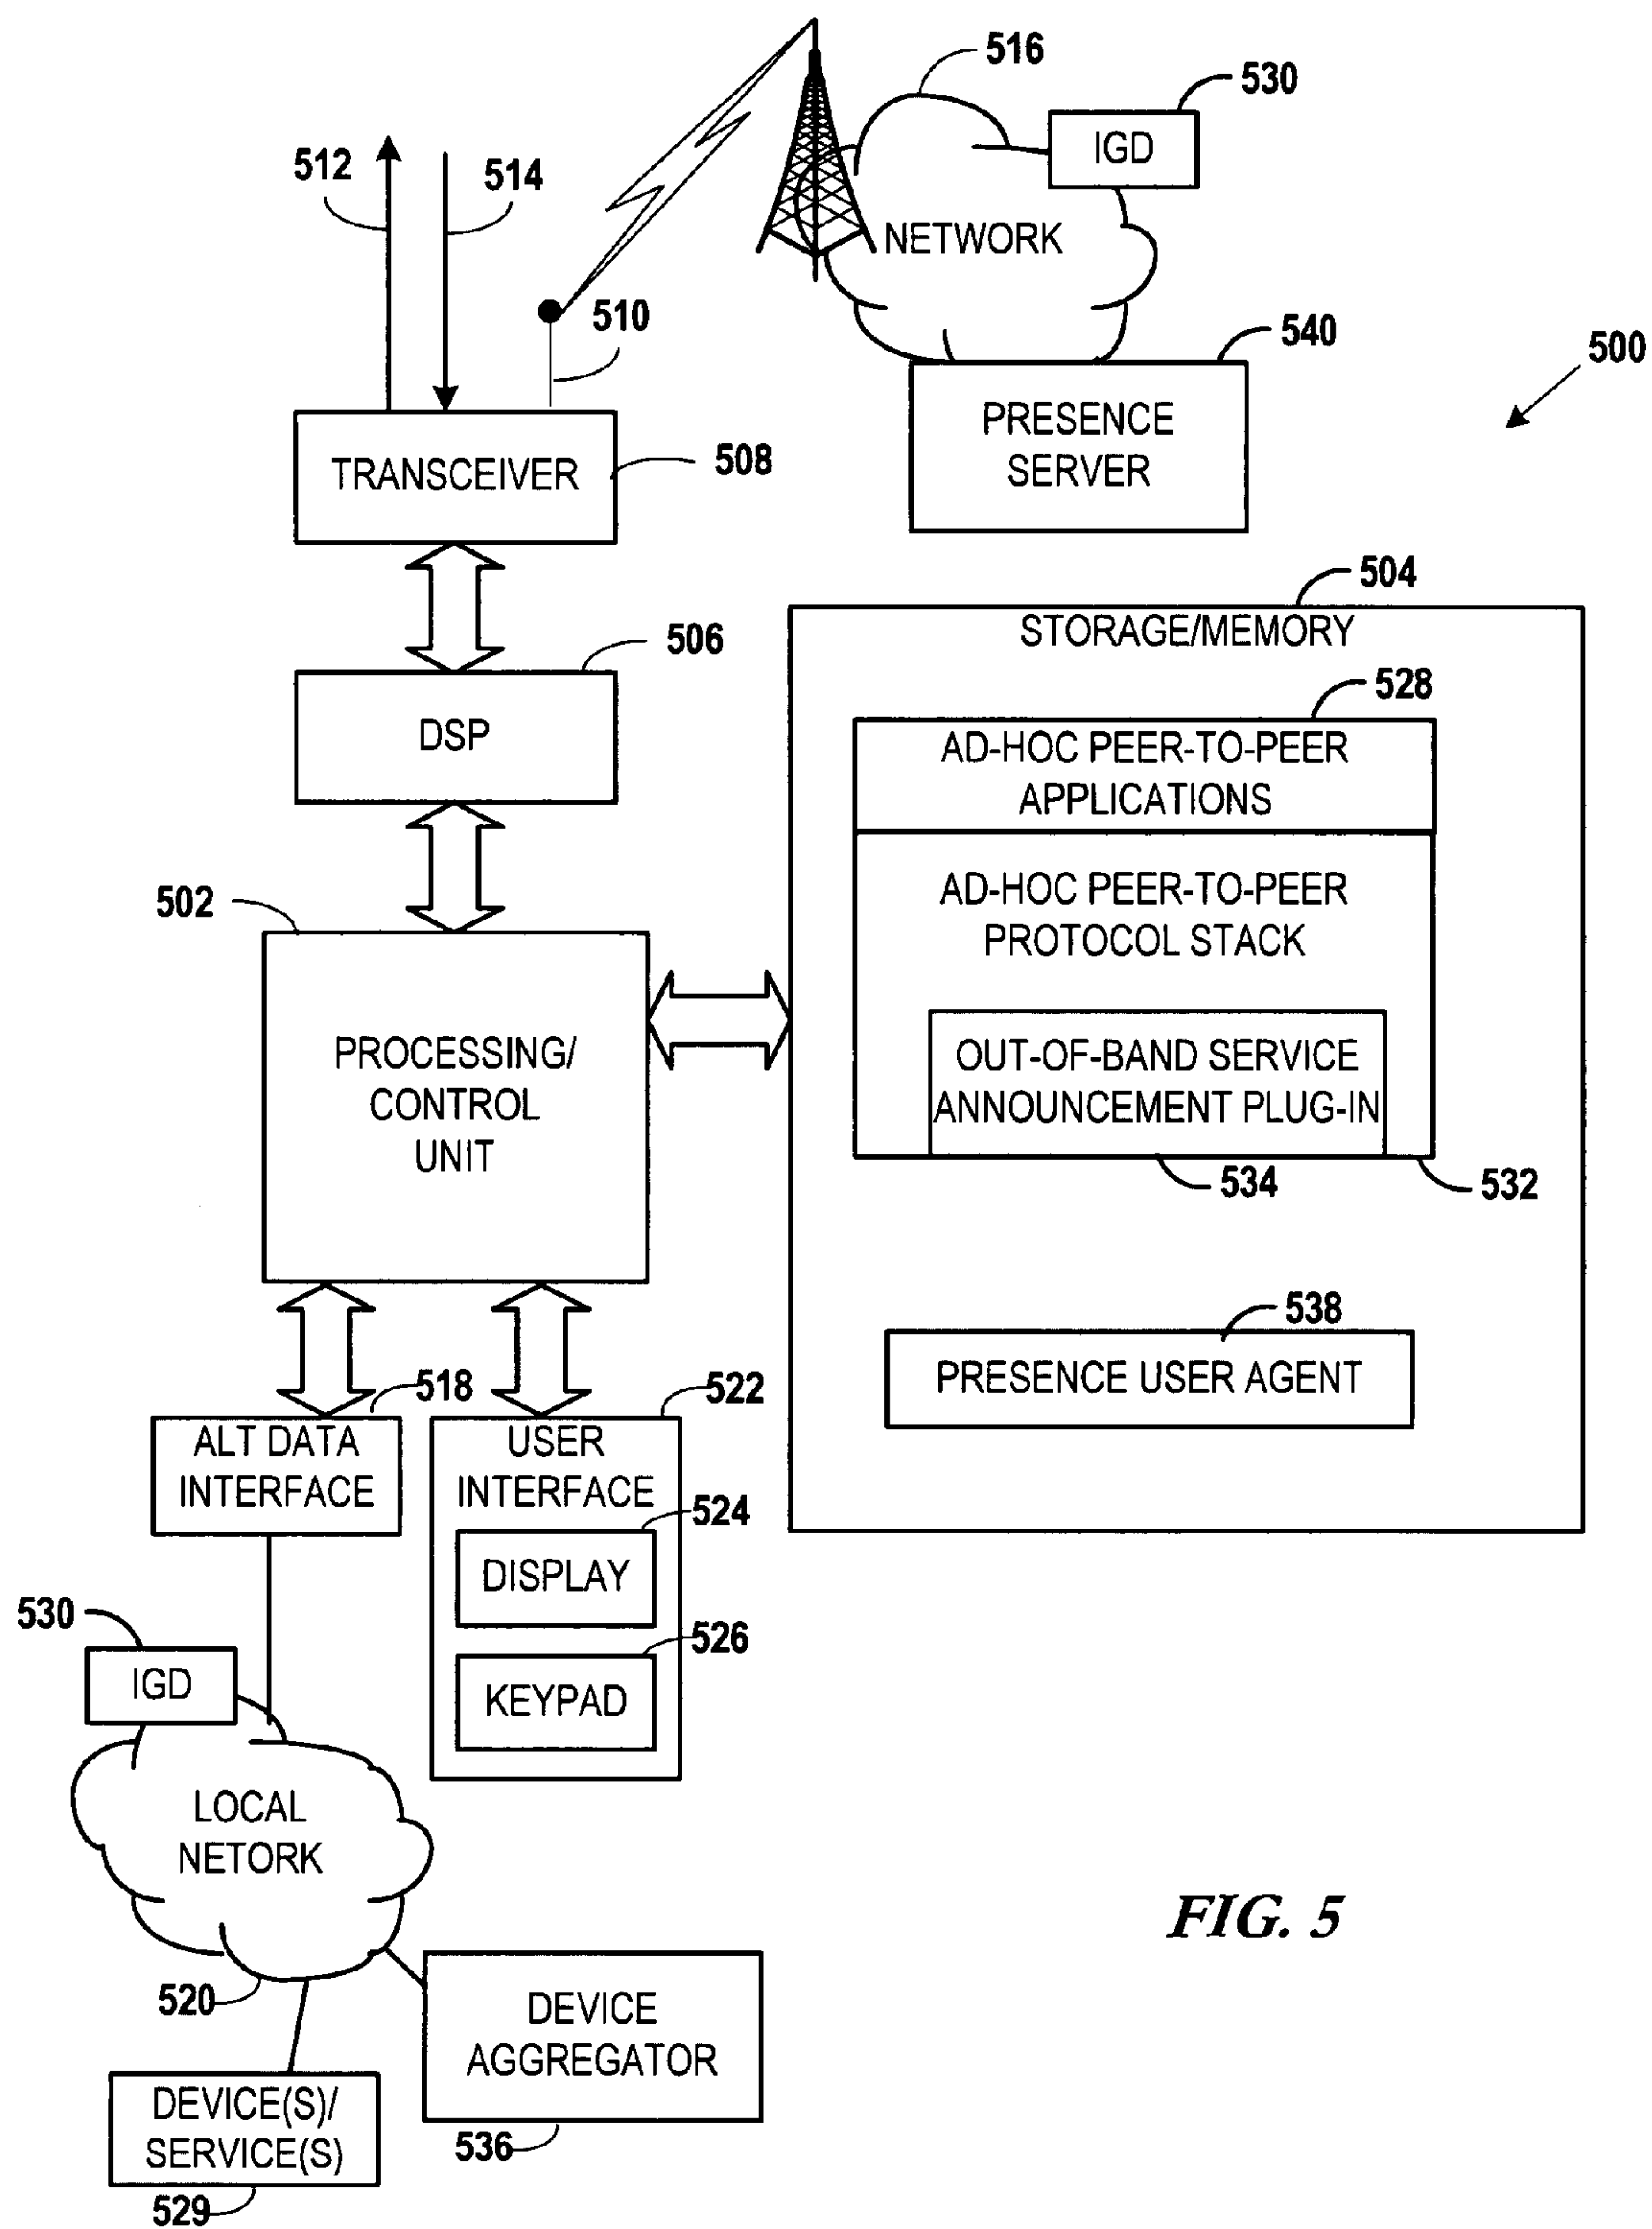 516
530
IGD
512
514
NETWORK
510
540
500
PRESENCE
SERVER
TRANSCEIVER
508
504
STORAGE/MEMORY
506
528
DSP
AD-HOC PEER-TO-PEER
APPLICATIONS
AD-HOC PEER-TO-PEER
PROTOCOL STACK
502
PROCESSING/
CONTROL
UNIT
OUT-OF-BAND SERVICE
ANNOUNCEMENT PLUG-IN
534
532
538
PRESENCE USER AGENT
518
522
ALT DATA
INTERFACE
USER
INTERFACE
524
DISPLAY
530
526
IGD
KEYPAD
LOCAL
NETORK
FIG. 5
520
DEVICE
AGGREGATOR
536
DEVICE(S)/
SERVICE(S)
529